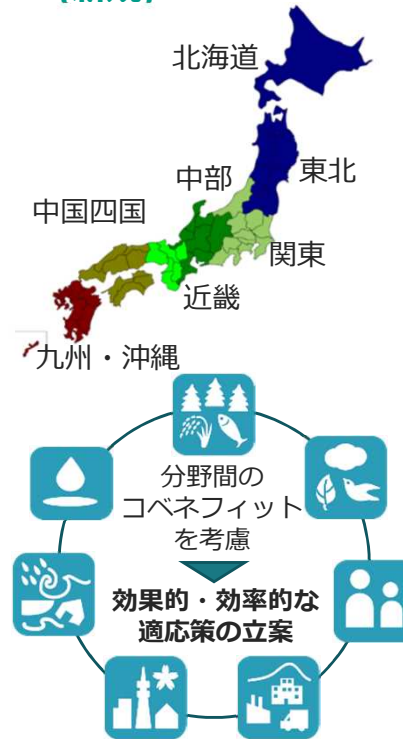 北海道
東北
中部
中国四国
関東
近畿
九州・沖縄
分野間の
コベネフィット
を考慮
効果的・効率的な
適応策の立案